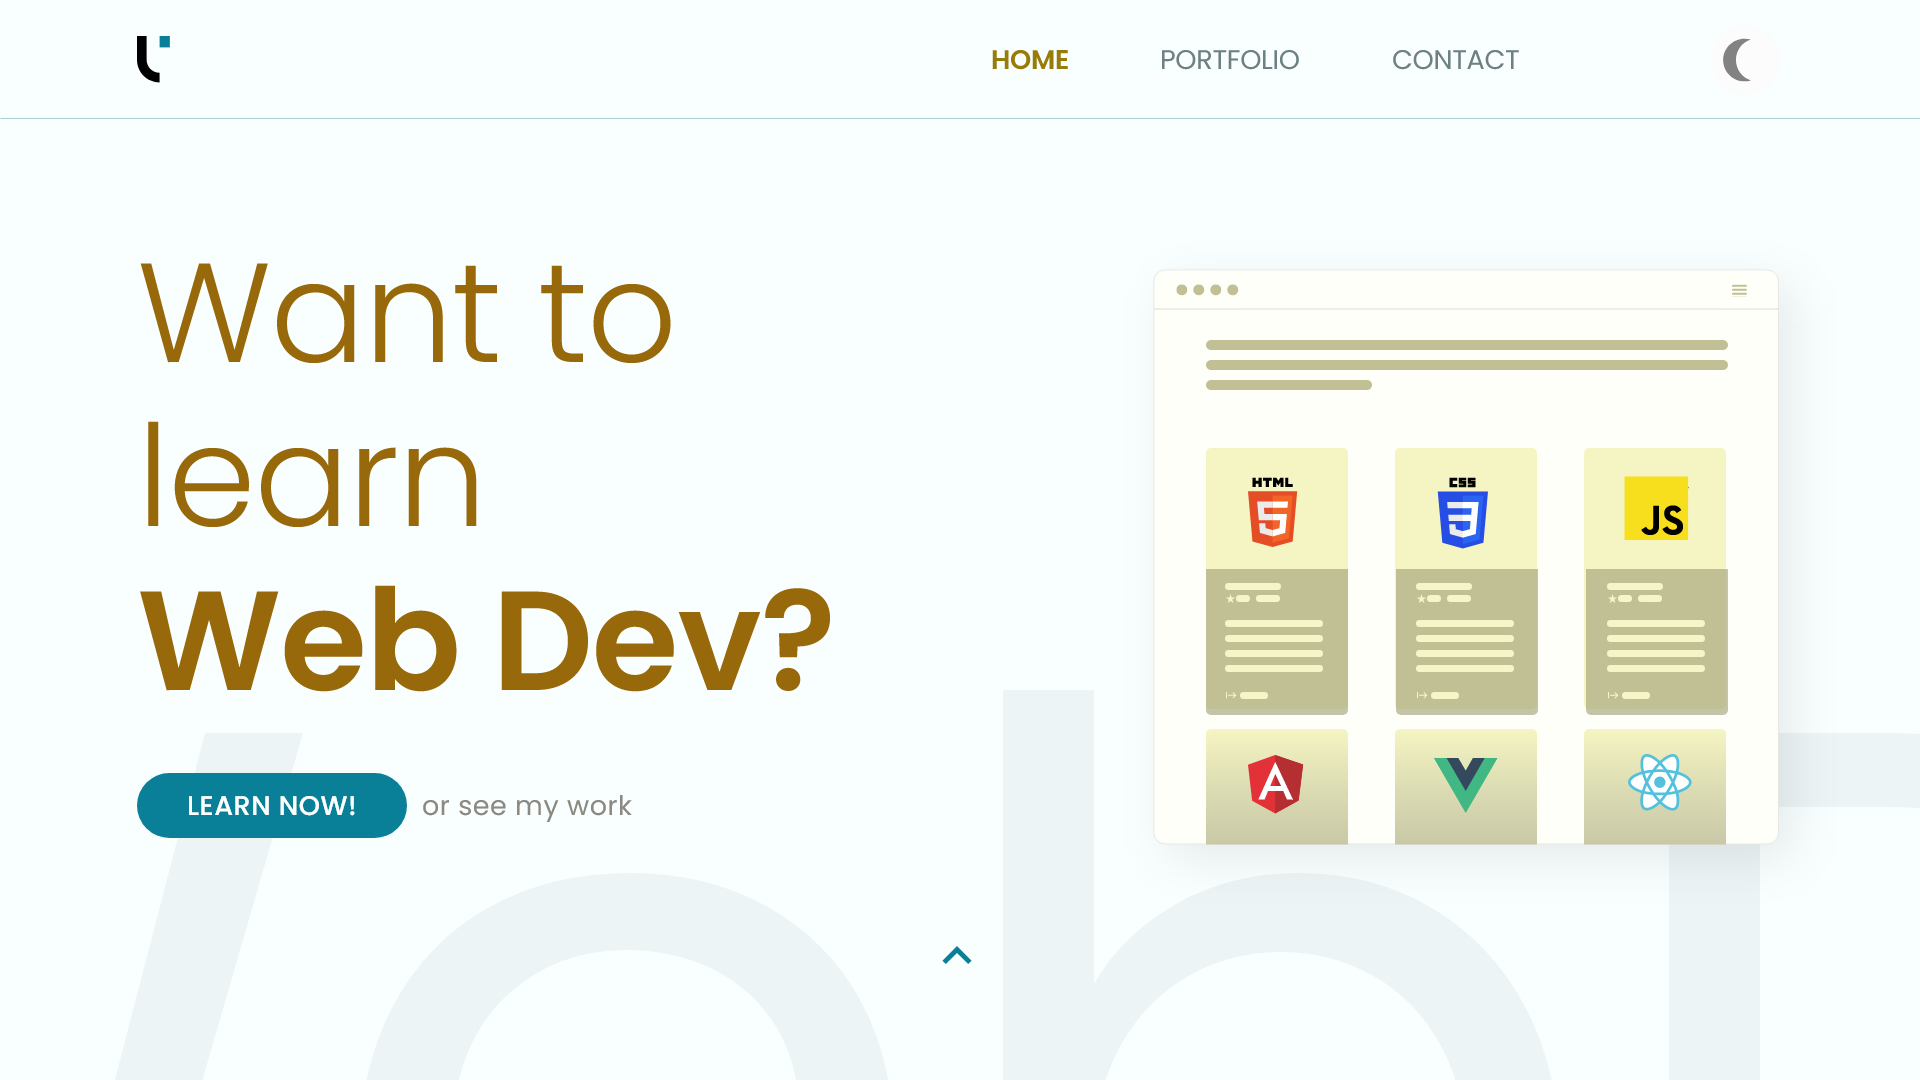 HOME PORTFOLIO CONTACT
Want to
learn
Web Dev?
LEARN NOW! or see my work
HTML CSS JS